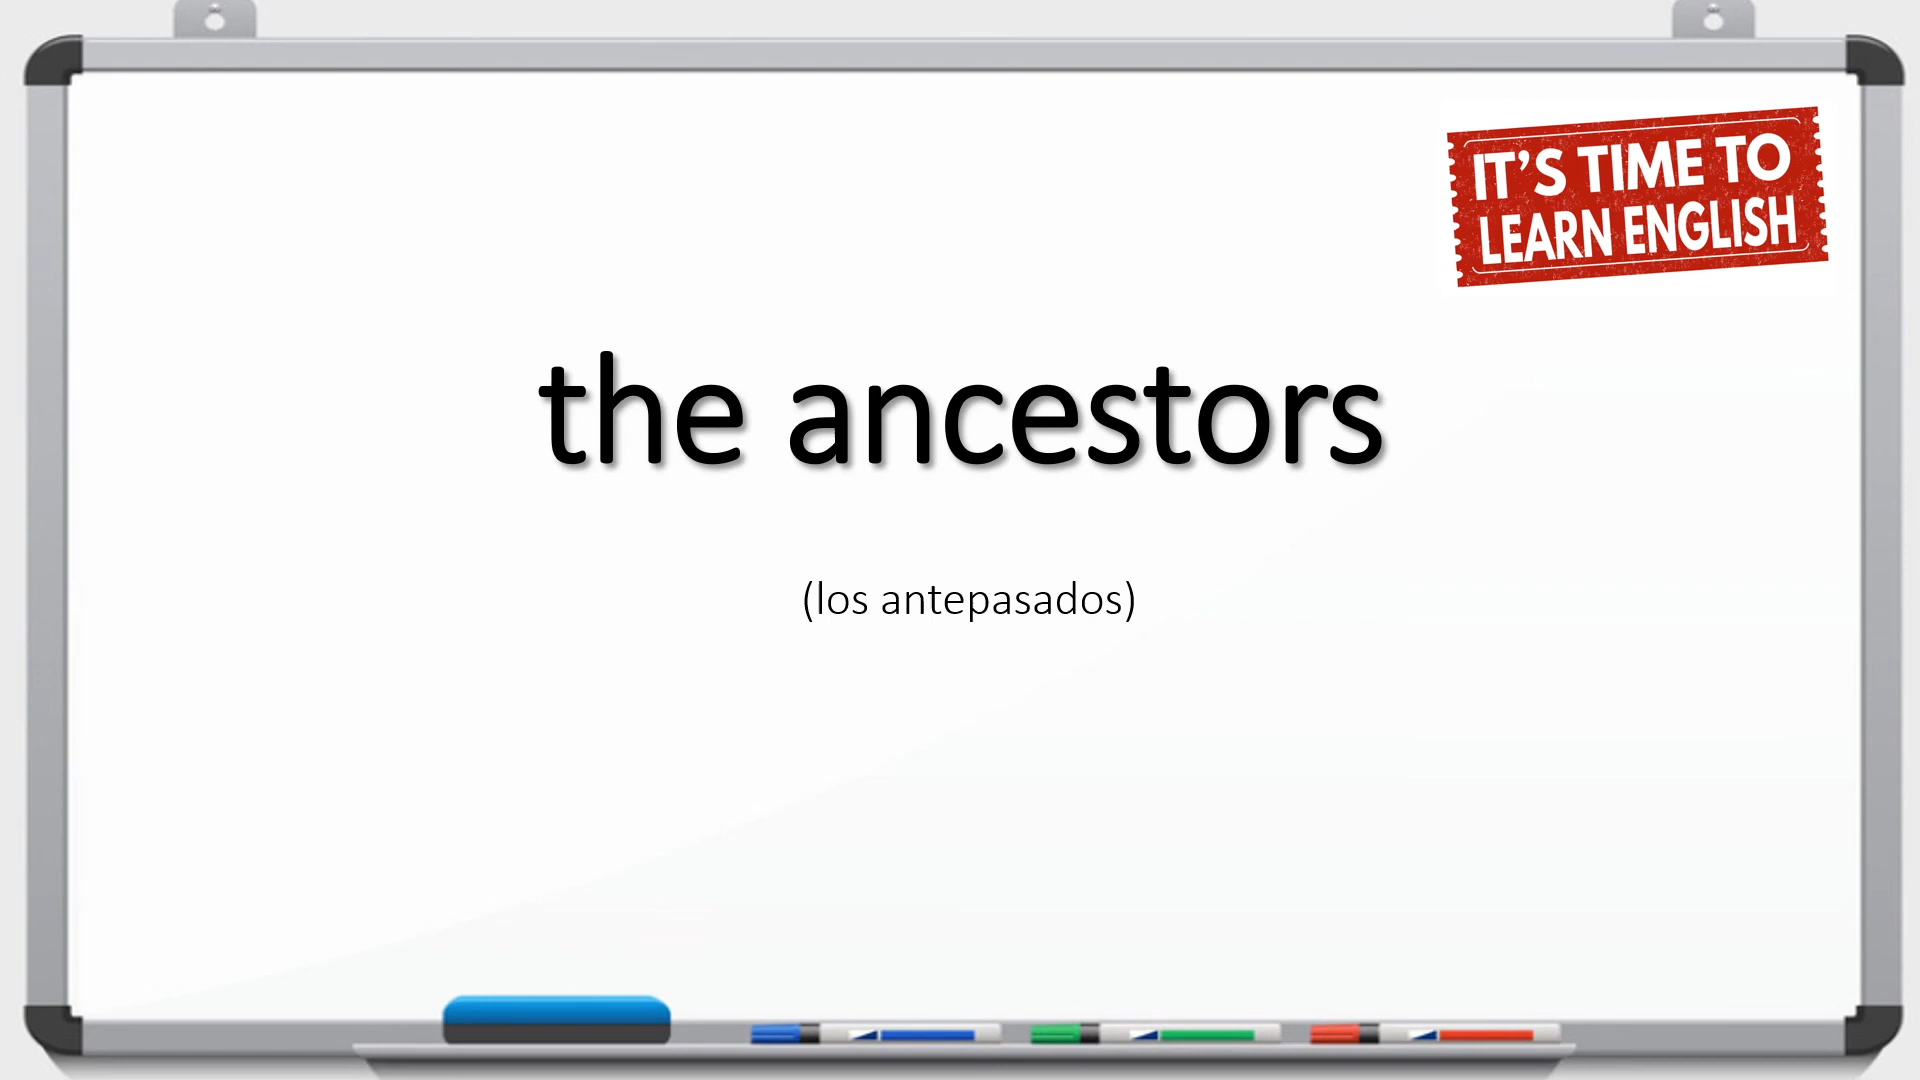 IT'S TIME TO
LEARN ENGLISH
the ancestors
(los antepasados)